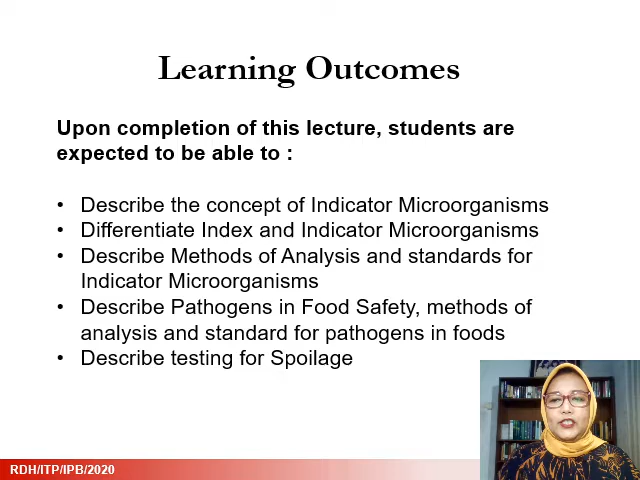 Learning Outcomes
Upon completion of this lecture, students are
expected to be able to :
• Describe the concept of Indicator Microorganisms
• Differentiate Index and Indicator Microorganisms
• Describe Methods of Analysis and standards for
Indicator Microorganisms
• Describe Pathogens in Food Safety, methods of
analysis and standard for pathogens in foods
• Describe testing for Spoilage
RDH/ITP/IPB/2020